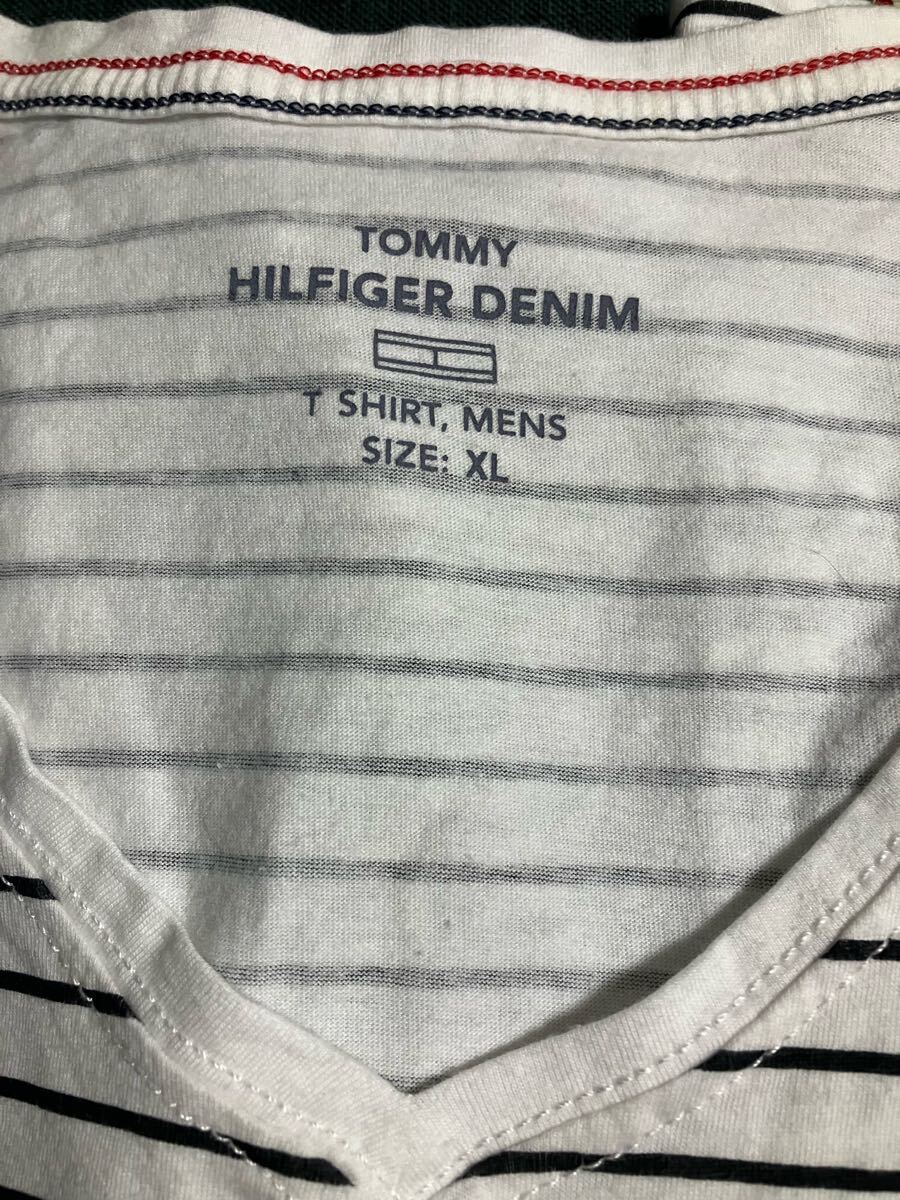 TOMMY
HILFIGER DENIM
T SHIRT, MENS
SIZE: XL